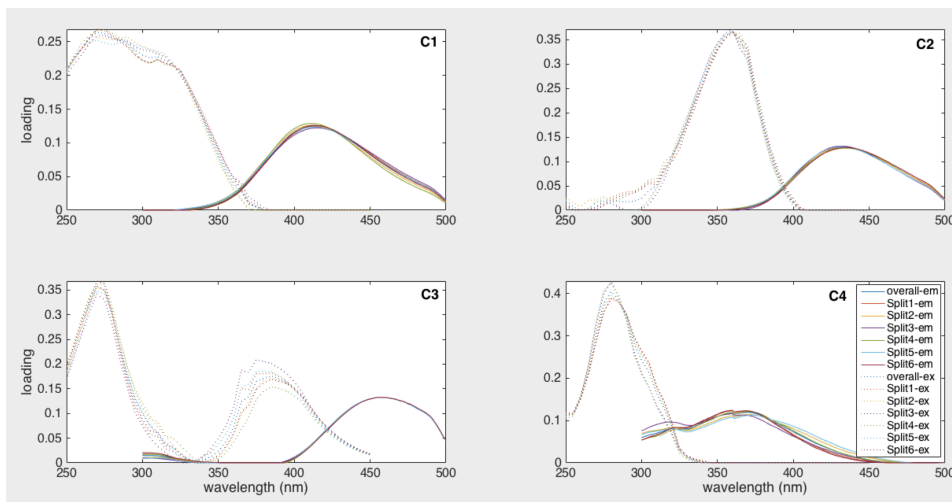 C1
loading
0.25
0.2
0.15
0.1
0.05
0
250 300 350 400 450 500
C2
0.35
0.3
0.25
0.2
0.15
0.1
0.05
0
250 300 350 400 450 500
C3
loading
0.35
0.3
0.25
0.2
0.15
0.1
0.05
0
250 300 350 400 450 500
wavelength (nm)
C4
0.4
0.3
0.2
0.1
0
250 300 350 400 450 500
wavelength (nm)
overall-em
Split1-em
Split2-em
Split3-em
Split4-em
Split5-em
Split6-em
overall-ex
Split1-ex
Split2-ex
Split3-ex
Split4-ex
Split5-ex
Split6-ex